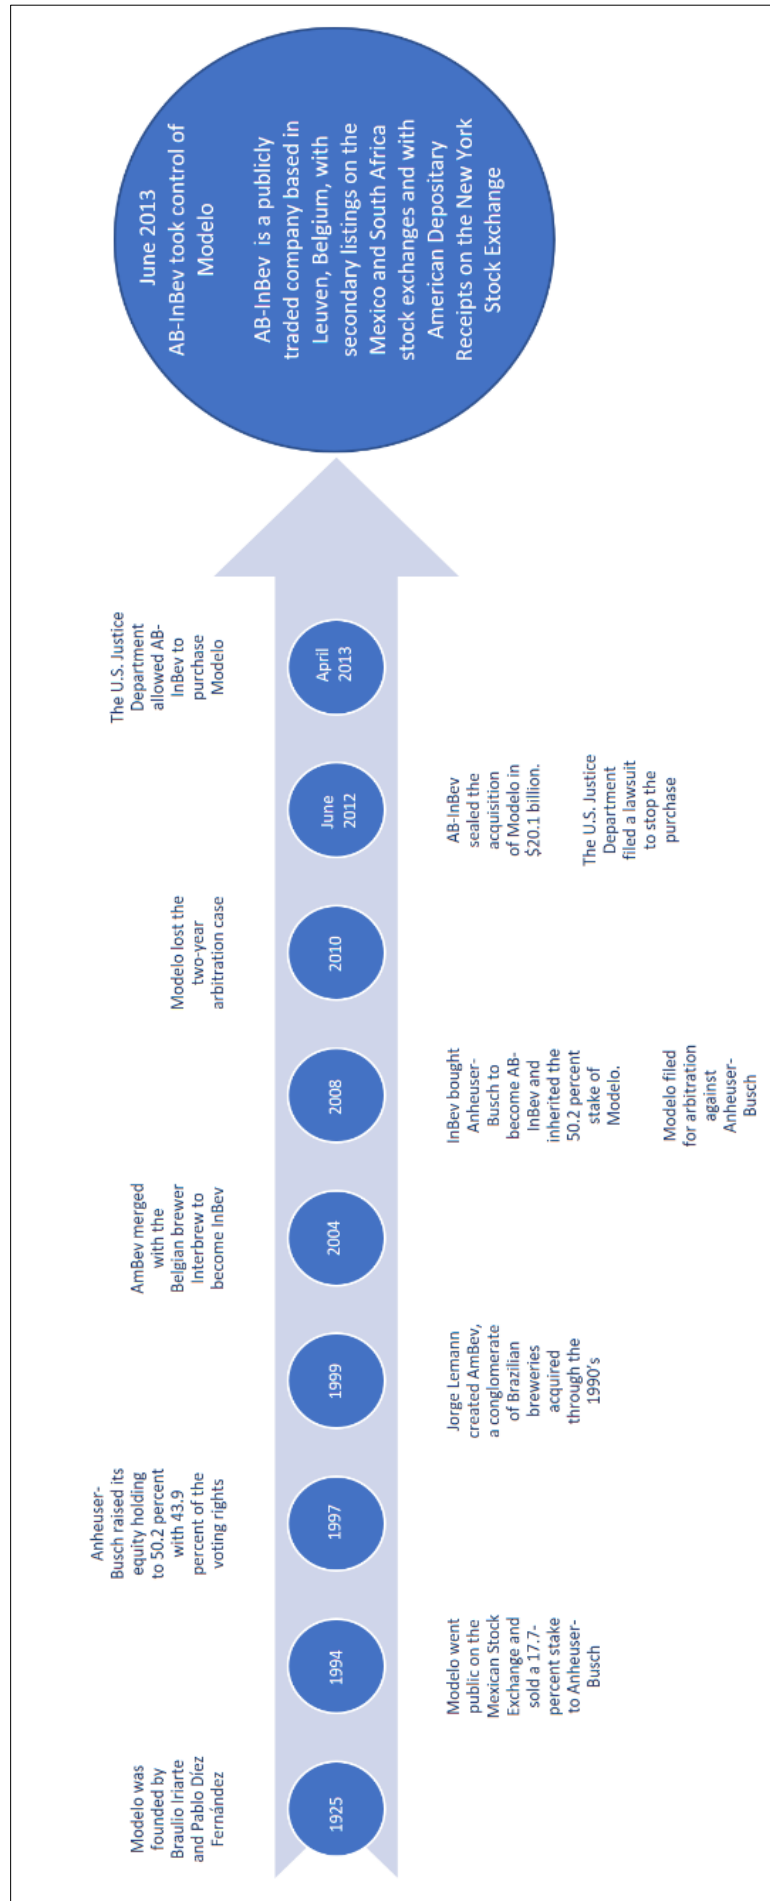 Modelo was
founded by
Braulio Iriarte
and Pablo Díez
Fernández
1925
1994
Modelo went
public on the
Mexican Stock
Exchange and
sold a 17.7-
percent stake
to Anheuser-
Busch
Anheuser-
Busch raised its
equity holding
to 50.2 percent
with 43.9
percent of the
voting rights
1997
1999
Jorge Lemann
created AmBev,
a conglomerate
of Brazilian
breweries
acquired
through the
1990's
AmBev merged
with the
Belgian brewer
Interbrew to
become InBev
2004
2008
InBev bought
Anheuser-
Busch to
become AB-
InBev and
inherited the
50.2 percent
stake of
Modelo.
Modelo filed
for arbitration
against
Anheuser-
Busch
Modelo lost the
two-year
arbitration case
2010
June
2012
AB-InBev
sealed the
acquisition
of Modelo in
$20.1 billion.
The U.S. Justice
Department
filed a lawsuit
to stop the
purchase
The U.S. Justice
Department
allowed AB-
InBev to
purchase
Modelo
April
2013
June 2013
AB-InBev took control of
Modelo
AB-InBev is a publicly
traded company based in
Leuven, Belgium, with
secondary listings on the
Mexico and South Africa
stock exchanges and with
American Depositary
Receipts on the New York
Stock Exchange